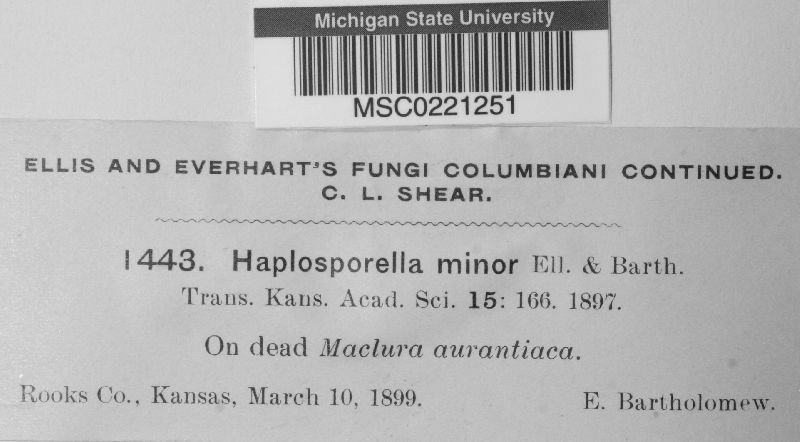 Michigan State University
MSC0221251
ELLIS AND EVERHART'S FUNGI COLUMBIANI CONTINUED.
C. L. SHEAR.
1443. Haplosporella minor Ell. & Barth.
Trans. Kans. Acad. Sci. 15: 166. 1897.
On dead Maclura aurantiaca.
Rooks Co., Kansas, March 10, 1899. E. Bartholomew.